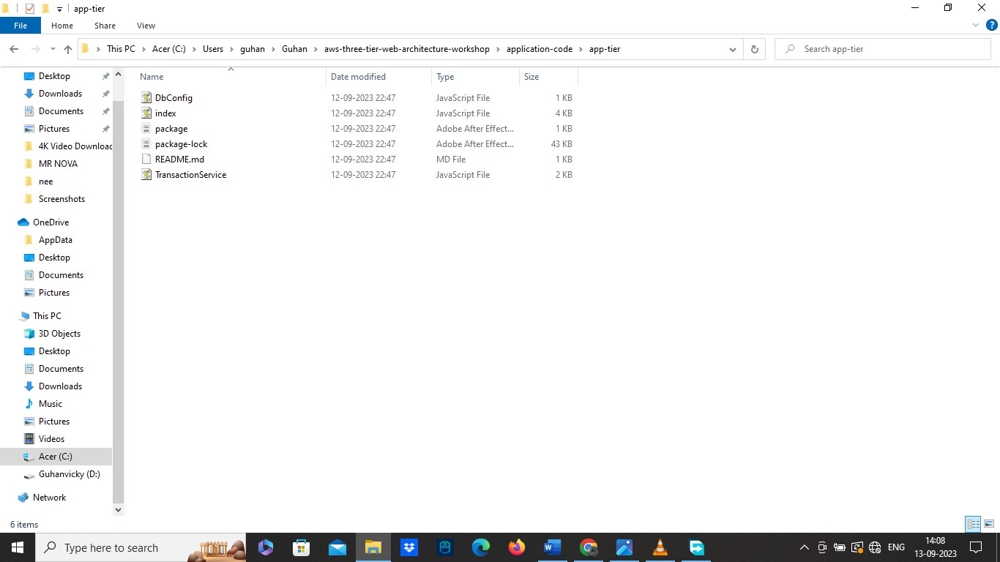 app-tier
File Home Share View
This PC Acer (C:) Users guhan Guhan aws-three-tier-web-architecture-workshop application-code app-tier
Search app-tier
Name Date modified Type Size
DbConfig 12-09-2023 22:47 JavaScript File 1 KB
index 12-09-2023 22:47 JavaScript File 4 KB
package 12-09-2023 22:47 Adobe After Effect... 1 KB
package-lock 12-09-2023 22:47 Adobe After Effect... 43 KB
README.md 12-09-2023 22:47 MD File 1 KB
TransactionService 12-09-2023 22:47 JavaScript File 2 KB
Desktop
Downloads
Documents
Pictures
4K Video Downloac
MR NOVA
nee
Screenshots
OneDrive
AppData
Desktop
Documents
Pictures
This PC
3D Objects
Desktop
Documents
Downloads
Music
Pictures
Videos
Acer (C:)
Guhanvicky (D:)
Network
6 items
Type here to search
ENG
14:08
13-09-2023